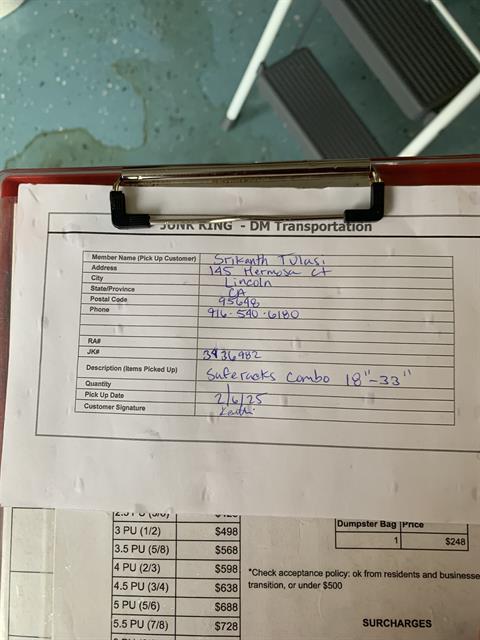 JUNK KING - DM Transportation
Member Name (Pick Up Customer) Srikanth Tulasi
Address 145 Hermosa ct
City Lincoln
State/Province CA
Postal Code 95648
Phone 916-540-6180
RA#
JK# 3936982
Description (Items Picked Up) Saferacks Combo 18"-33"
Quantity
Pick Up Date 2/6/25
Customer Signature
3 PU (1/2) $498
3.5 PU (5/8) $568
4 PU (2/3) $598
4.5 PU (3/4) $638
5 PU (5/6) $688
5.5 PU (7/8) $728
Dumpster Bag Price
1 $248
*Check acceptance policy: ok from residents and businesse
transition, or under $500
SURCHARGES